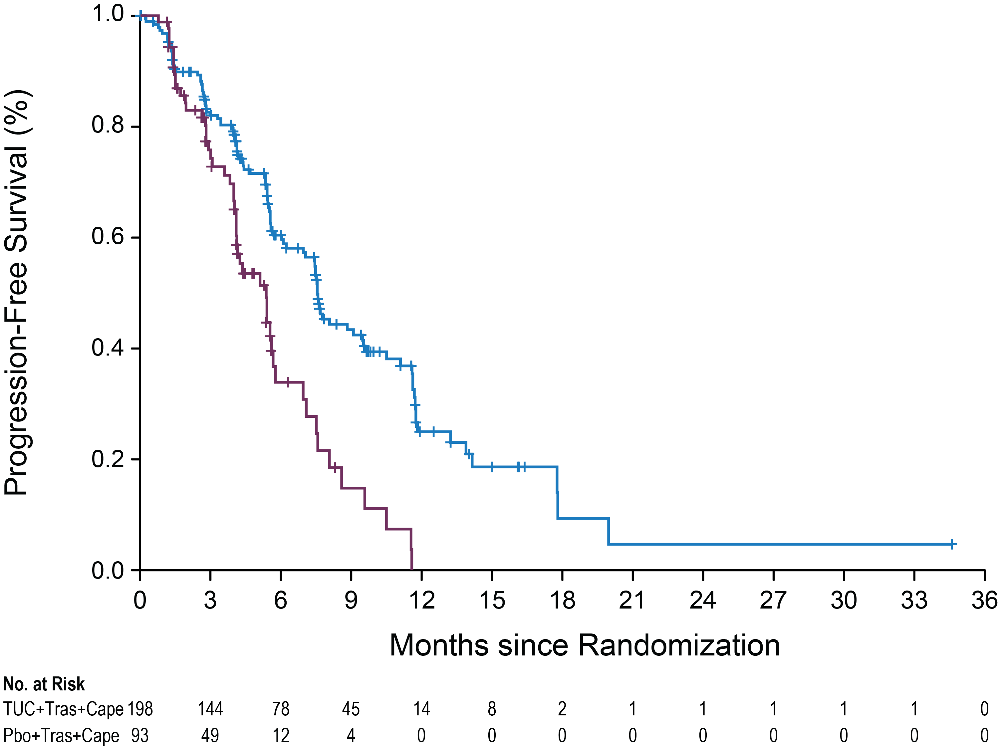 Progression-Free Survival (%)
1.0
0.8
0.6
0.4
0.2
0.0
0 3 6 9 12 15 18 21 24 27 30 33 36
Months since Randomization
No. at Risk
TUC+Tras+Cape 198 144 78 45 14 8 2 1 1 1 1 1 0
Pbo+Tras+Cape 93 49 12 4 0 0 0 0 0 0 0 0 0